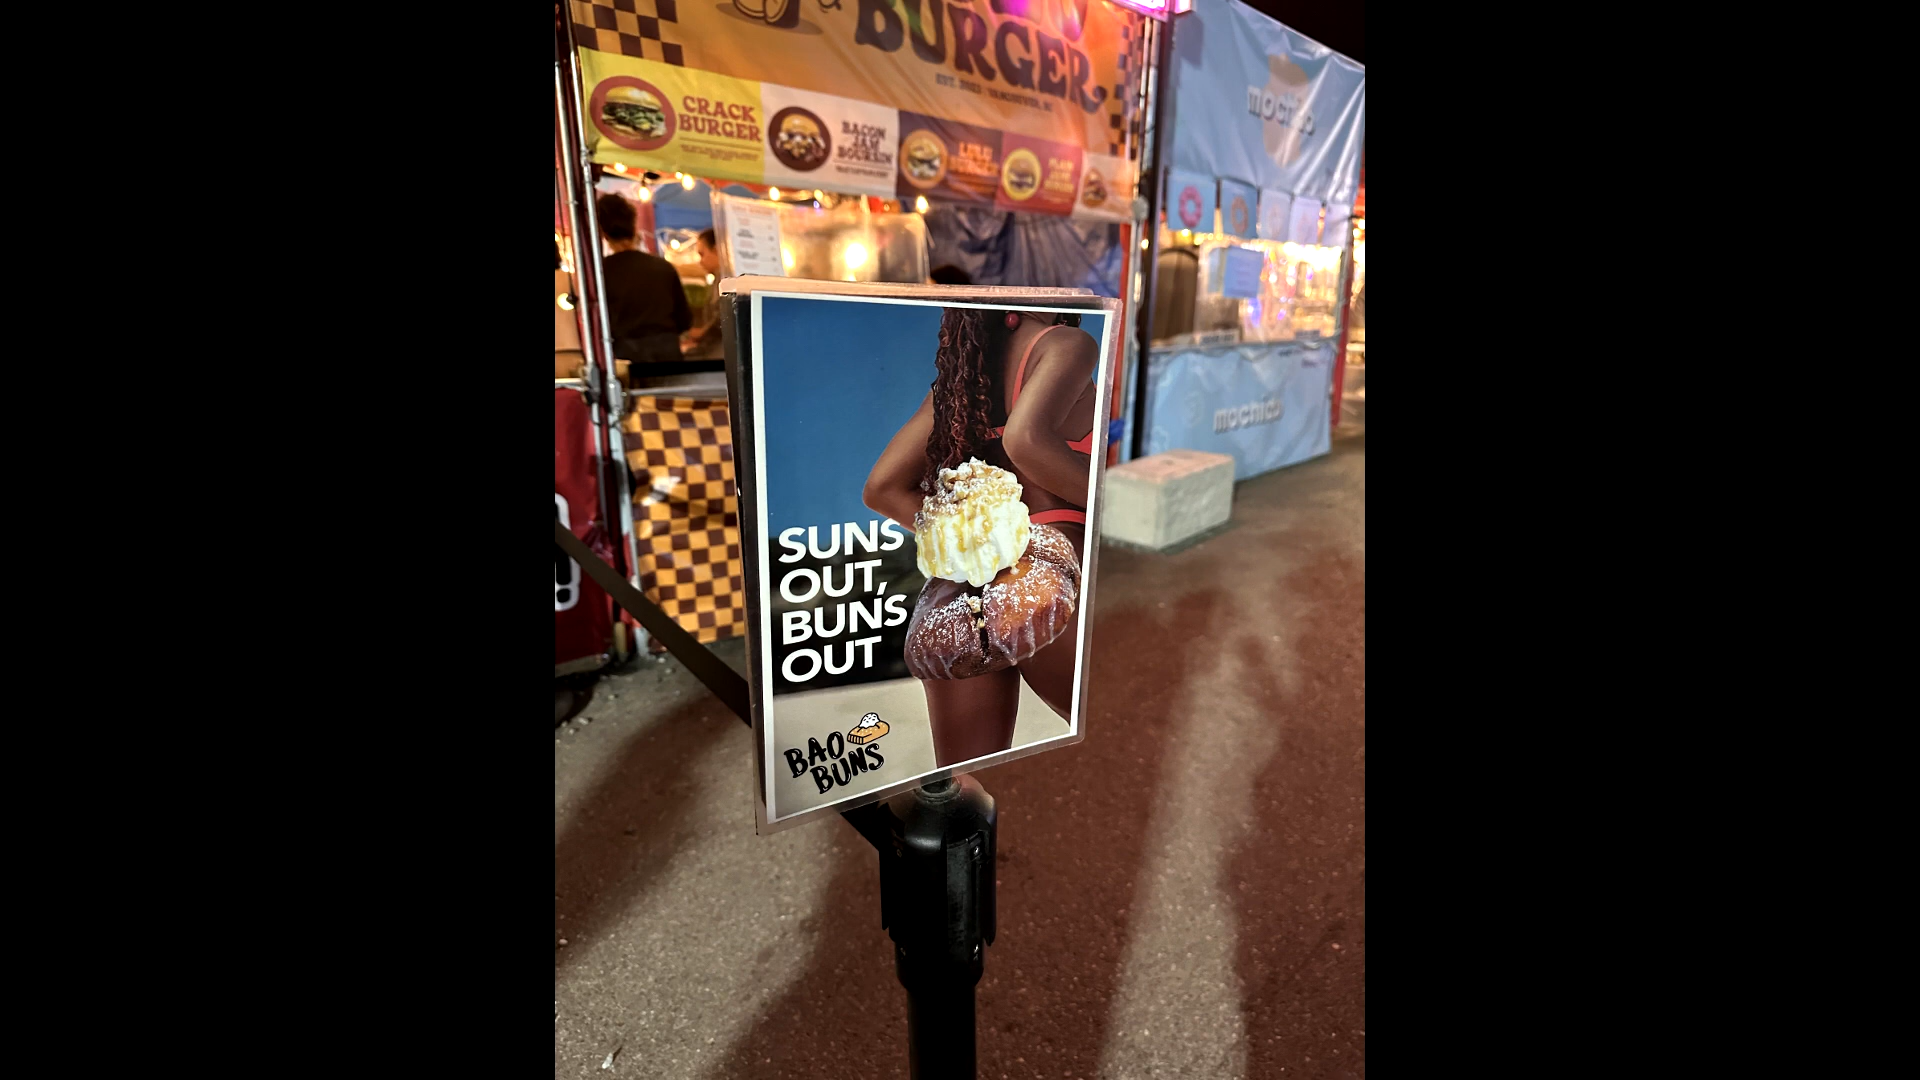 BURGER
CRACK
BURGER
BACON
JAM
BOURSIN
SUNS
OUT,
BUNS
OUT
BAO
BUNS
mochido
mochido